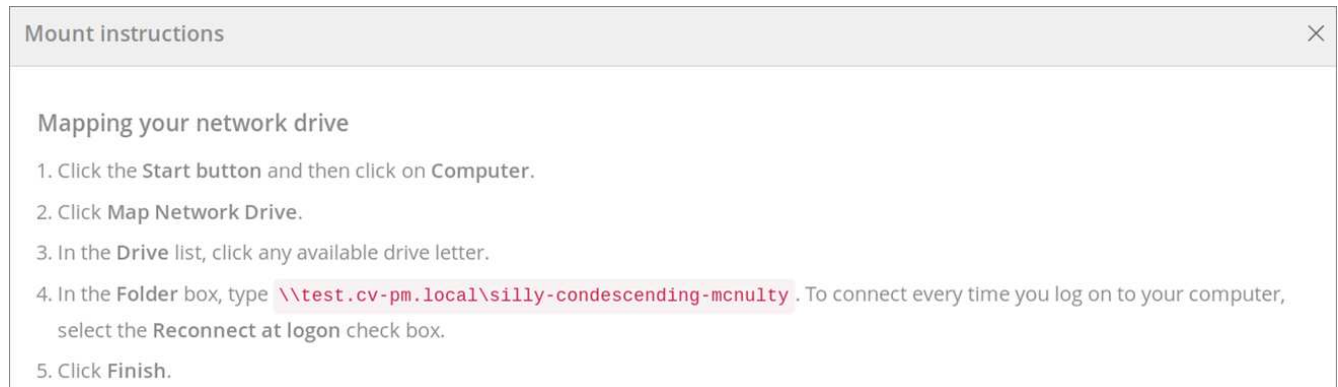 Mount instructions
Mapping your network drive
1. Click the Start button and then click on Computer.
2. Click Map Network Drive.
3. In the Drive list, click any available drive letter.
4. In the Folder box, type \\test.cv-pm.local\silly-condescending-mcnulty . To connect every time you log on to your computer,
select the Reconnect at logon check box.
5. Click Finish.